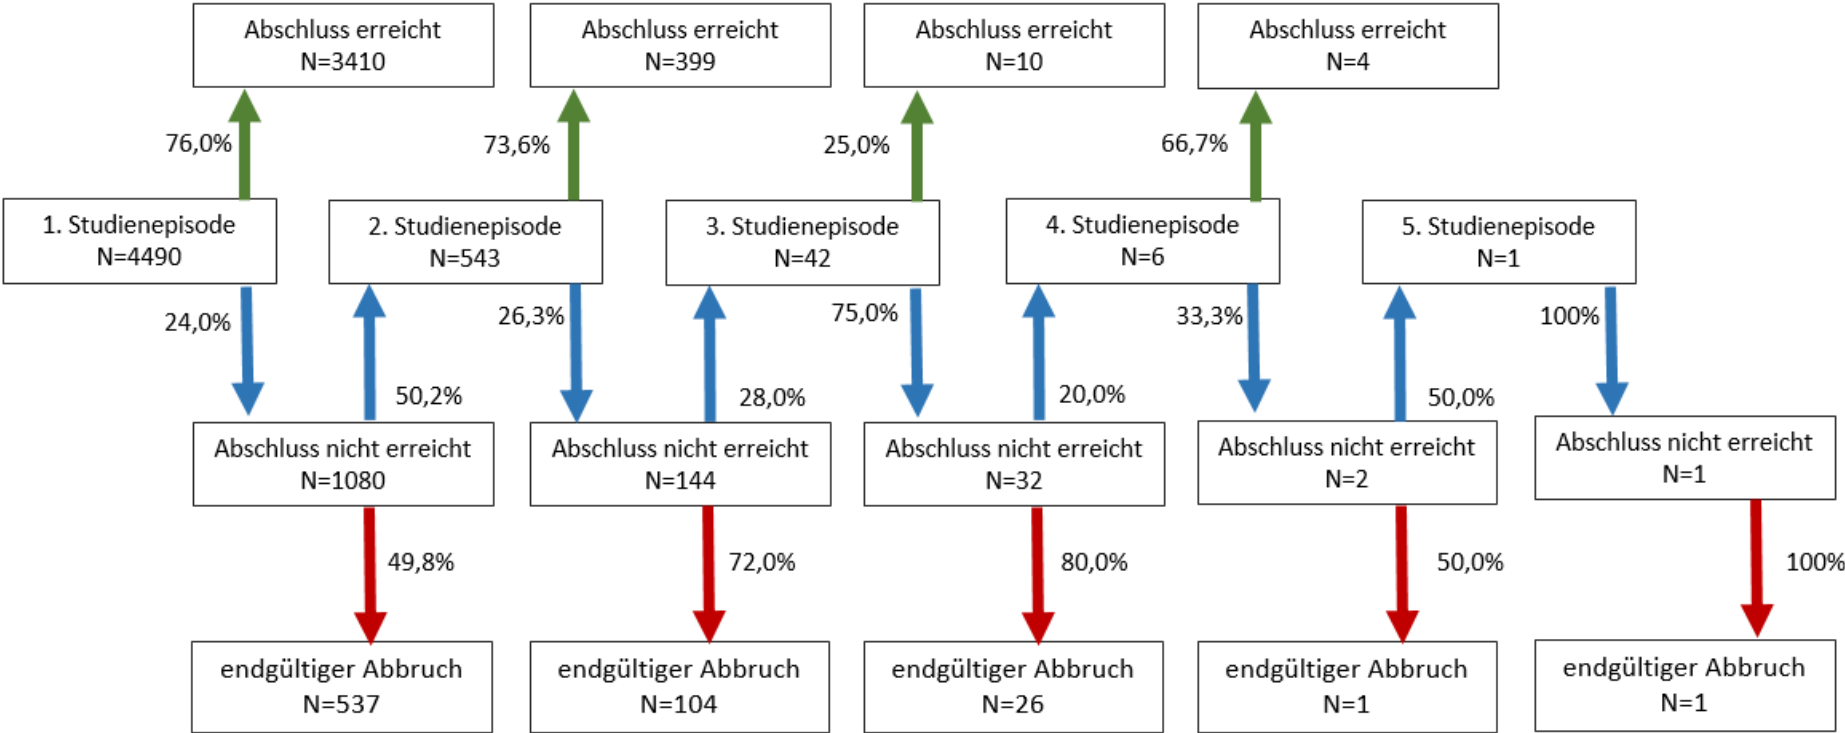 Abschluss erreicht
N=3410
Abschluss erreicht
N=399
Abschluss erreicht
N=10
Abschluss erreicht
N=4
76,0%
73,6%
25,0%
66,7%
1. Studienepisode
N=4490
2. Studienepisode
N=543
3. Studienepisode
N=42
4. Studienepisode
N=6
5. Studienepisode
N=1
24,0%
26,3%
75,0%
33,3%
100%
50,2%
28,0%
20,0%
50,0%
Abschluss nicht erreicht
N=1080
Abschluss nicht erreicht
N=144
Abschluss nicht erreicht
N=32
Abschluss nicht erreicht
N=2
Abschluss nicht erreicht
N=1
49,8%
72,0%
80,0%
50,0%
100%
endgültiger Abbruch
N=537
endgültiger Abbruch
N=104
endgültiger Abbruch
N=26
endgültiger Abbruch
N=1
endgültiger Abbruch
N=1